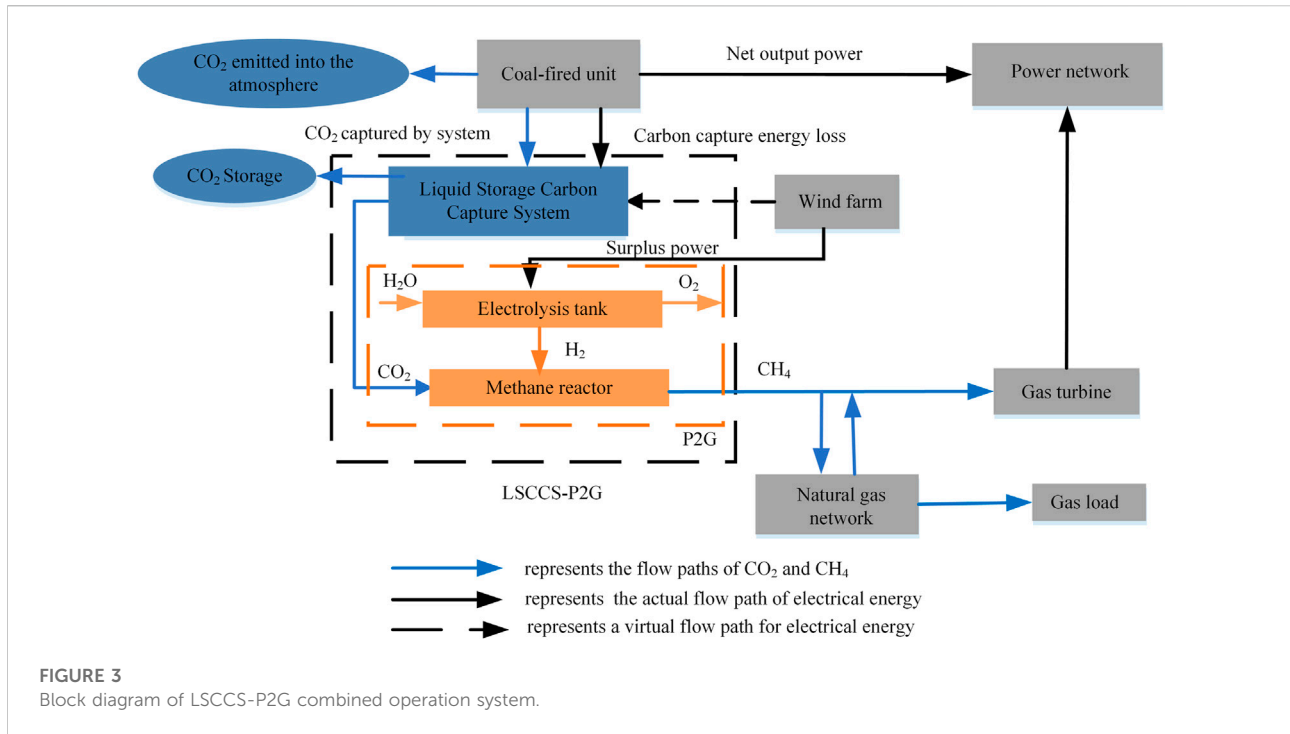 CO₂ emitted into the
atmosphere
Coal-fired unit
Net output power
Power network
CO₂ captured by system
Carbon capture energy loss
CO₂ Storage
Liquid Storage Carbon
Capture System
Wind farm
Surplus power
H₂O
O₂
Electrolysis tank
H₂
CO₂
Methane reactor
CH₄
Gas turbine
P2G
LSCCS-P2G
Natural gas
network
Gas load
represents the flow paths of CO₂ and CH₄
represents the actual flow path of electrical energy
represents a virtual flow path for electrical energy
FIGURE 3
Block diagram of LSCCS-P2G combined operation system.